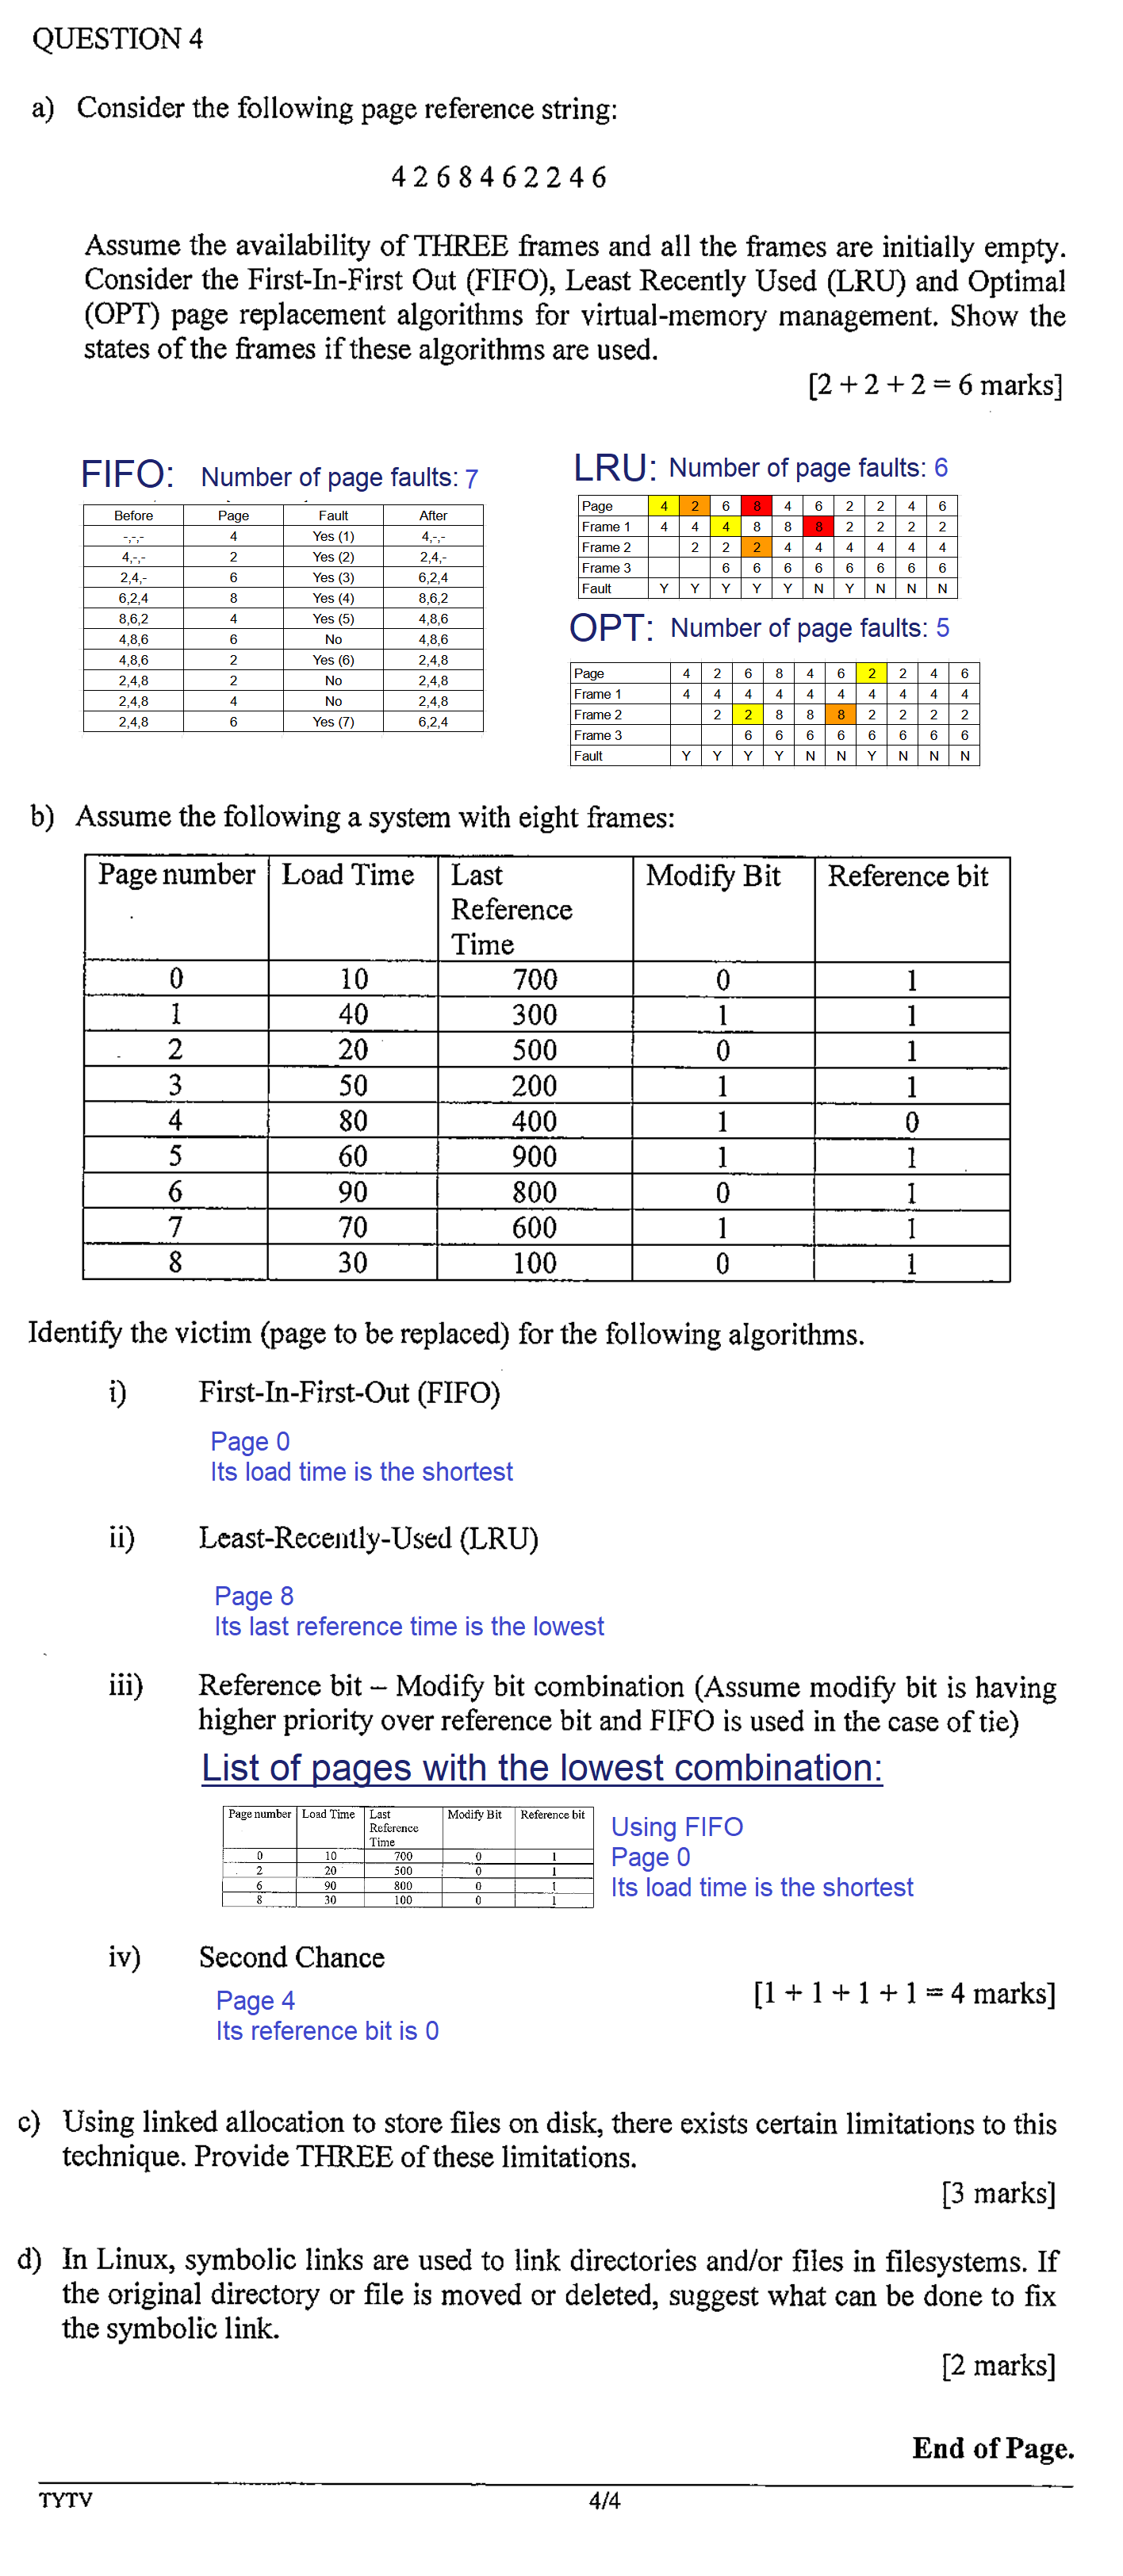 QUESTION 4
a) Consider the following page reference string:
4 2 6 8 4 6 2 2 4 6
Assume the availability of THREE frames and all the frames are initially empty.
Consider the First-In-First Out (FIFO), Least Recently Used (LRU) and Optimal
(OPT) page replacement algorithms for virtual-memory management. Show the
states of the frames if these algorithms are used.
[2 + 2 + 2 = 6 marks]
FIFO: Number of page faults: 7
Before Page Fault After
-,-,- 4 Yes (1) 4,-,-
4,-,- 2 Yes (2) 2,4,-
2,4,- 6 Yes (3) 6,2,4
6,2,4 8 Yes (4) 8,6,2
8,6,2 4 Yes (5) 4,8,6
4,8,6 6 No 4,8,6
4,8,6 2 Yes (6) 2,4,8
2,4,8 2 No 2,4,8
2,4,8 4 No 2,4,8
2,4,8 6 Yes (7) 6,2,4
LRU: Number of page faults: 6
Page 4 2 6 8 4 6 2 2 4 6
Frame 1 4 4 4 8 8 8 2 2 2 2
Frame 2 2 2 2 4 4 4 4 4 4
Frame 3 6 6 6 6 6 6 6 6
Fault Y Y Y Y Y N Y N N N
OPT: Number of page faults: 5
Page 4 2 6 8 4 6 2 2 4 6
Frame 1 4 4 4 4 4 4 4 4 4 4
Frame 2 2 2 8 8 8 2 2 2 2
Frame 3 6 6 6 6 6 6 6 6
Fault Y Y Y Y N N Y N N N
b) Assume the following a system with eight frames:
Page number Load Time Last Reference Time Modify Bit Reference bit
0 10 700 0 1
1 40 300 1 1
2 20 500 0 1
3 50 200 1 1
4 80 400 1 0
5 60 900 1 1
6 90 800 0 1
7 70 600 1 1
8 30 100 0 1
Identify the victim (page to be replaced) for the following algorithms.
i) First-In-First-Out (FIFO)
Page 0
Its load time is the shortest
ii) Least-Recently-Used (LRU)
Page 8
Its last reference time is the lowest
iii) Reference bit – Modify bit combination (Assume modify bit is having
higher priority over reference bit and FIFO is used in the case of tie)
List of pages with the lowest combination:
Page number Load Time Last Reference Time Modify Bit Reference bit
0 10 700 0 1
2 20 500 0 1
6 90 800 0 1
8 30 100 0 1
Using FIFO
Page 0
Its load time is the shortest
iv) Second Chance
[1 + 1 + 1 + 1 = 4 marks]
Page 4
Its reference bit is 0
c) Using linked allocation to store files on disk, there exists certain limitations to this
technique. Provide THREE of these limitations.
[3 marks]
d) In Linux, symbolic links are used to link directories and/or files in filesystems. If
the original directory or file is moved or deleted, suggest what can be done to fix
the symbolic link.
[2 marks]
End of Page.
TYTV 4/4